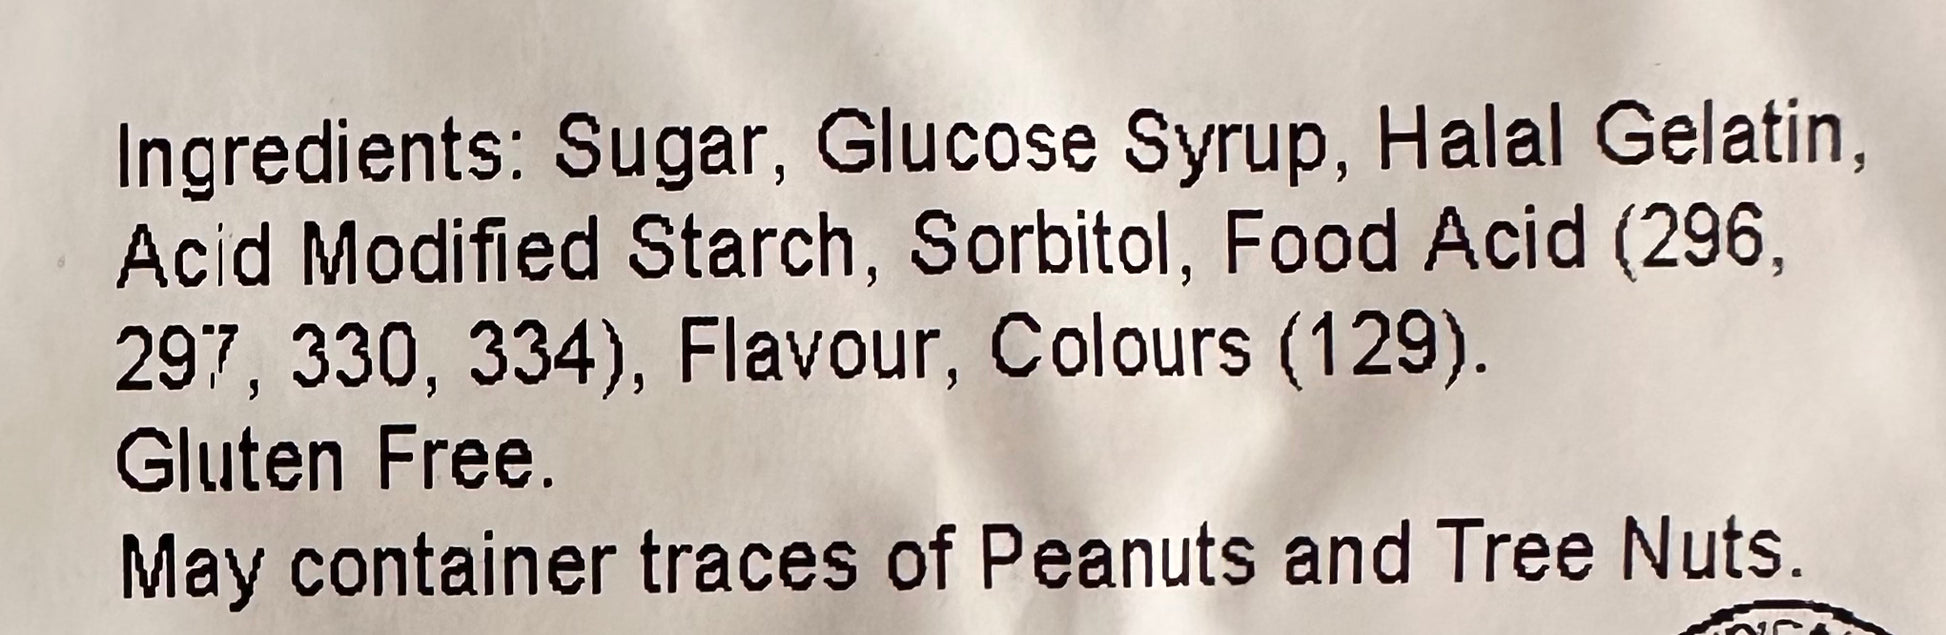 Ingredients: Sugar, Glucose Syrup, Halal Gelatin,
Acid Modified Starch, Sorbitol, Food Acid (296,
297, 330, 334), Flavour, Colours (129).
Gluten Free.
May container traces of Peanuts and Tree Nuts.